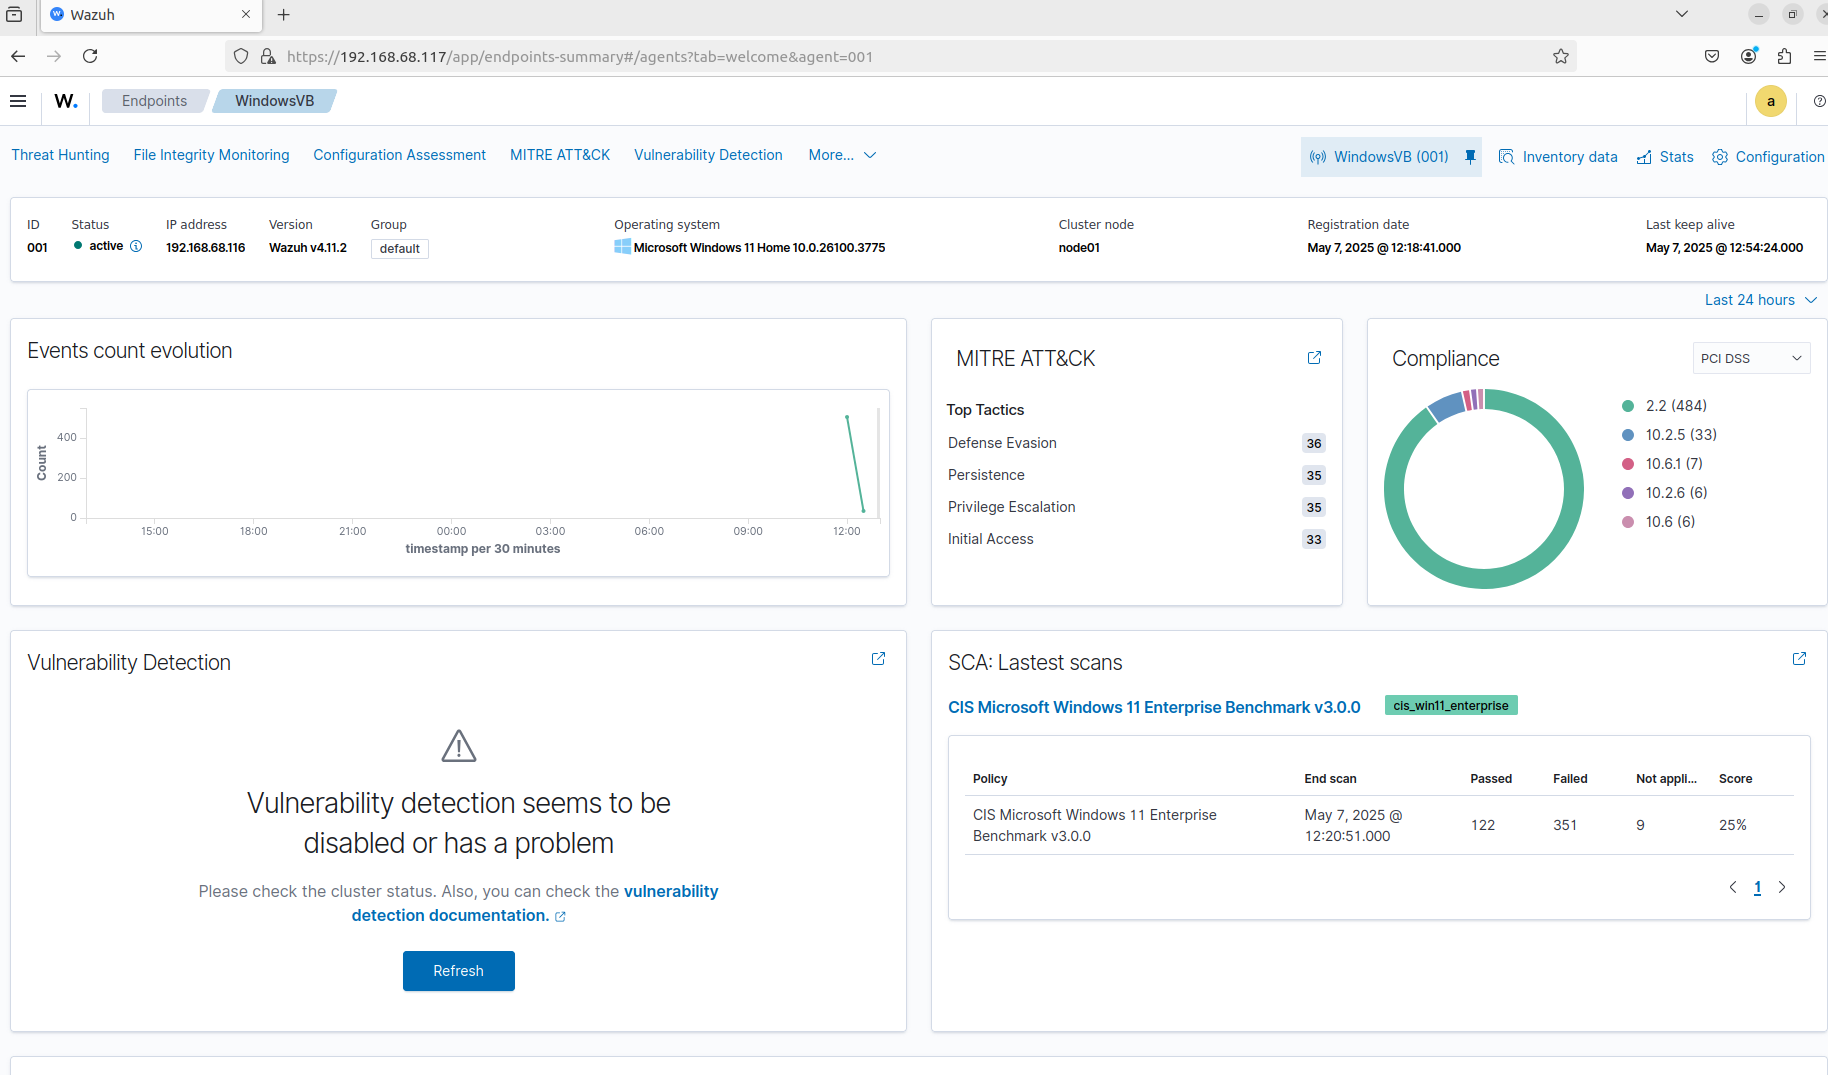 Wazuh
https://192.168.68.117/app/endpoints-summary#/agents?tab=welcome&agent=001
W.
Endpoints
WindowsVB
a
Threat Hunting
File Integrity Monitoring
Configuration Assessment
MITRE ATT&CK
Vulnerability Detection
More...
WindowsVB (001)
Inventory data
Stats
Configuration
ID
Status
IP address
Version
Group
Operating system
Cluster node
Registration date
Last keep alive
001
active
192.168.68.116
Wazuh v4.11.2
default
Microsoft Windows 11 Home 10.0.26100.3775
node01
May 7, 2025 @ 12:18:41.000
May 7, 2025 @ 12:54:24.000
Last 24 hours
Events count evolution
Count
400
200
0
15:00
18:00
21:00
00:00
03:00
06:00
09:00
12:00
timestamp per 30 minutes
MITRE ATT&CK
Top Tactics
Defense Evasion 36
Persistence 35
Privilege Escalation 35
Initial Access 33
Compliance
PCI DSS
2.2 (484)
10.2.5 (33)
10.6.1 (7)
10.2.6 (6)
10.6 (6)
Vulnerability Detection
Vulnerability detection seems to be
disabled or has a problem
Please check the cluster status. Also, you can check the vulnerability
detection documentation.
Refresh
SCA: Lastest scans
CIS Microsoft Windows 11 Enterprise Benchmark v3.0.0
cis_win11_enterprise
Policy
End scan
Passed
Failed
Not appli...
Score
CIS Microsoft Windows 11 Enterprise
Benchmark v3.0.0
May 7, 2025 @
12:20:51.000
122
351
9
25%
1